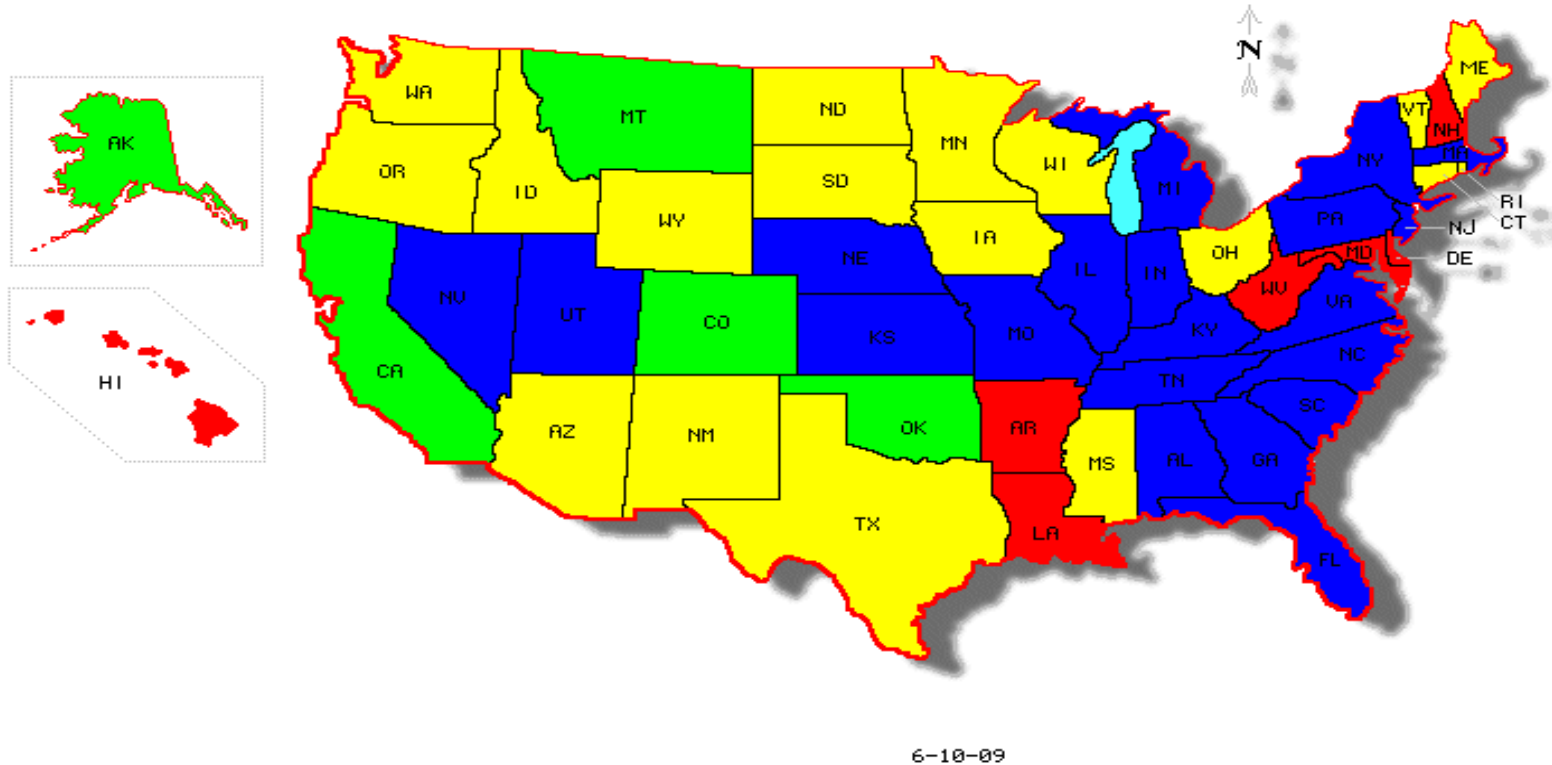 N
ME
WA
MT
ND
VT
MN
NH
AK
OR
ID
SD
WI
MI
NY
MA
RI
CT
WY
IA
PA
NJ
OH
MD
DE
NE
IL
IN
WV
NV
UT
CO
KS
MO
KY
VA
HI
CA
TN
NC
AZ
NM
OK
AR
SC
MS
AL
GA
TX
LA
FL
6-10-09